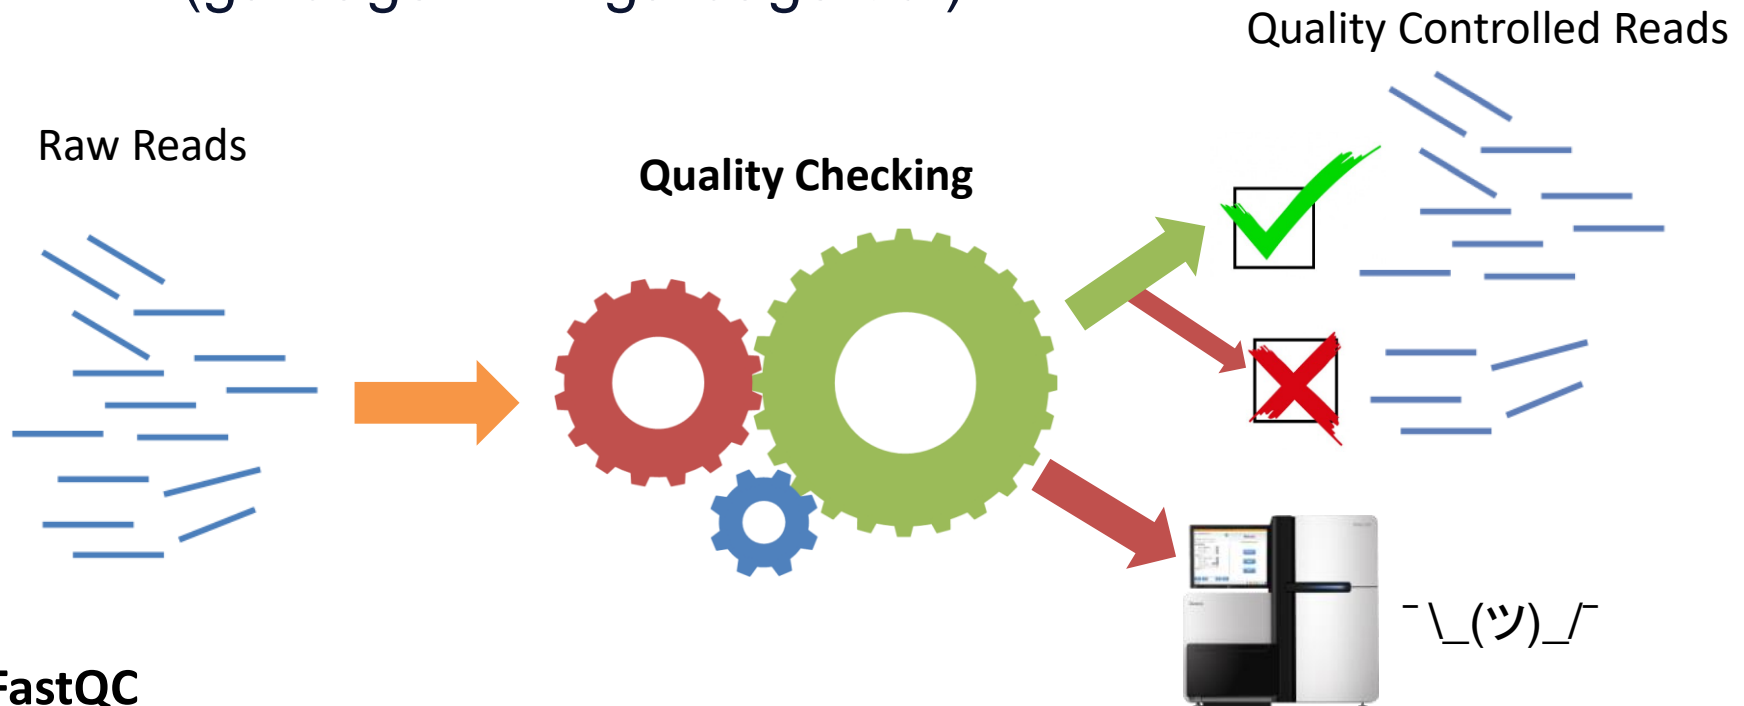 Quality Controlled Reads
Raw Reads
Quality Checking
¯\_(ツ)_/¯
FastQC